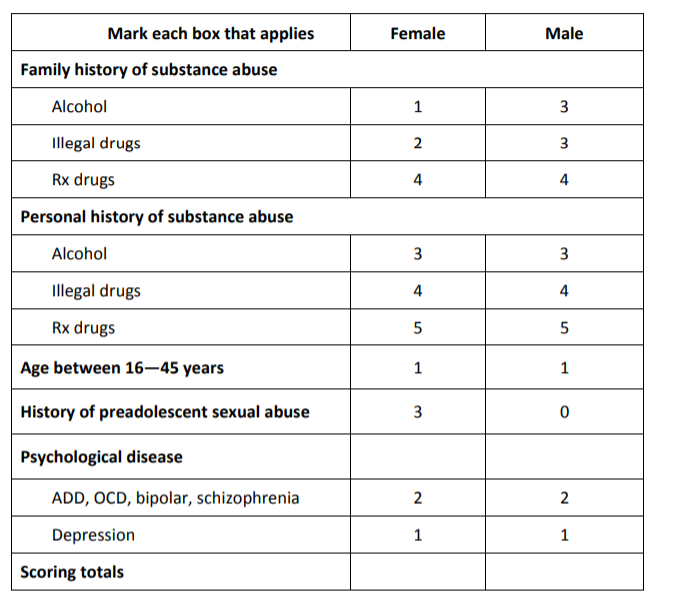 Mark each box that applies Female Male
Family history of substance abuse
Alcohol 1 3
Illegal drugs 2 3
Rx drugs 4 4
Personal history of substance abuse
Alcohol 3 3
Illegal drugs 4 4
Rx drugs 5 5
Age between 16—45 years 1 1
History of preadolescent sexual abuse 3 0
Psychological disease
ADD, OCD, bipolar, schizophrenia 2 2
Depression 1 1
Scoring totals